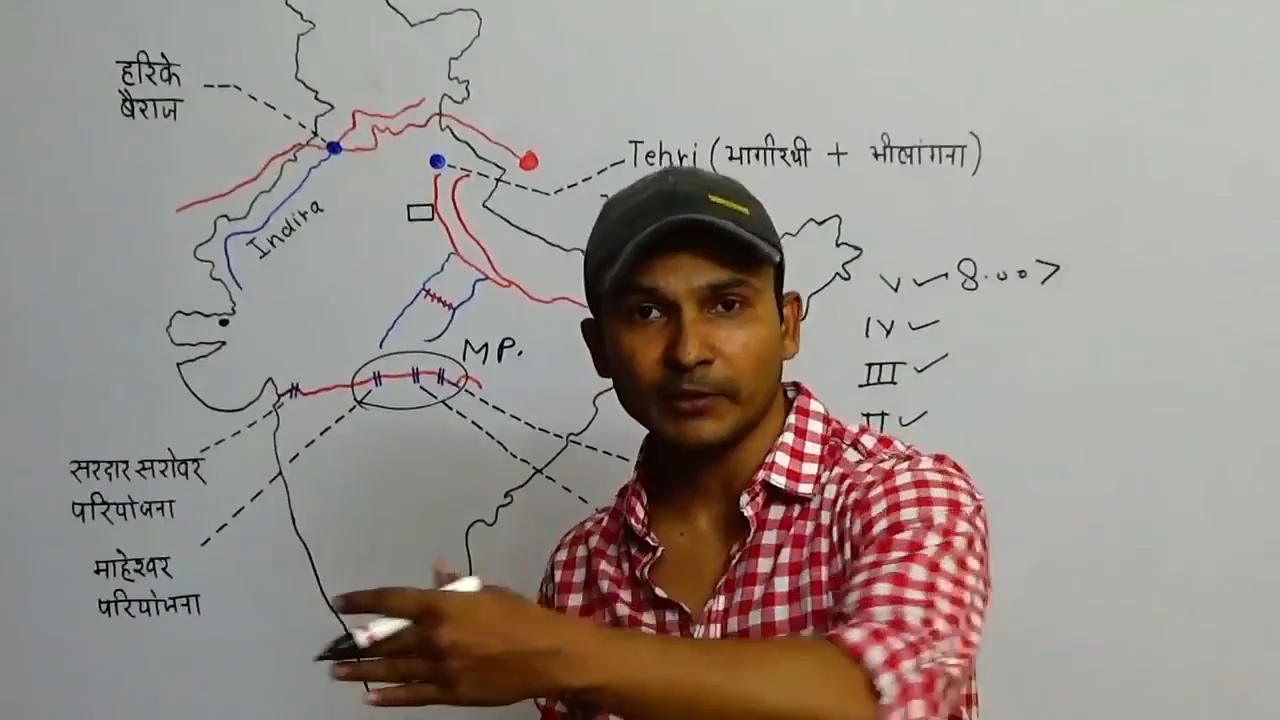 हरिके
बैराज
Tehri (भागीरथी + भीलांगना)
Indira
V ✓ 8.00>
IV ✓
MP.
III ✓
II ✓
सरदार सरोवर
परियोजना
माहेश्वर
परियोजना